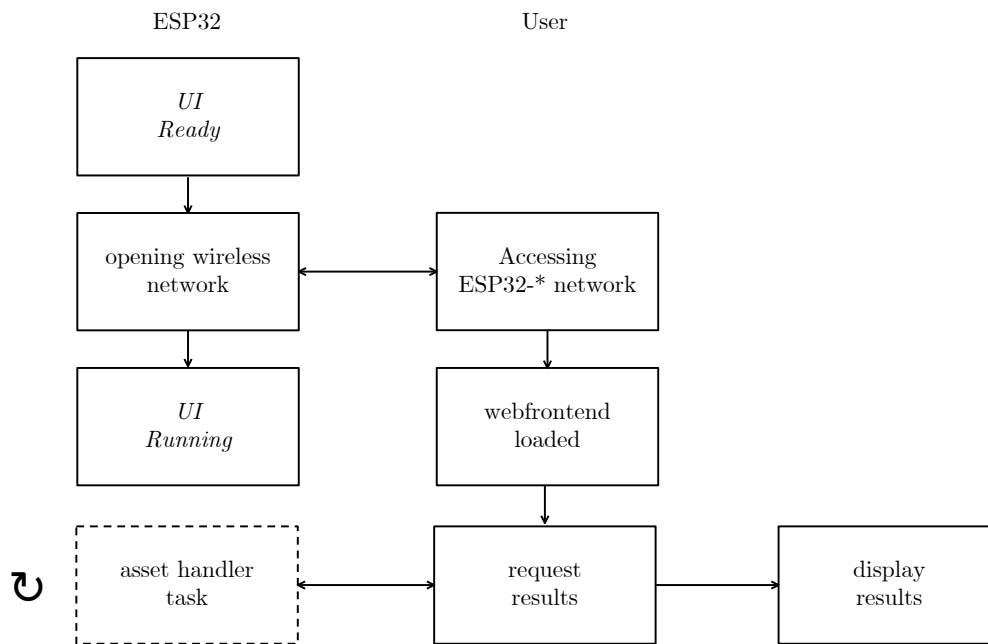 ESP32
User
UI
Ready
opening wireless
network
Accessing
ESP32-* network
UI
Running
webfrontend
loaded
asset handler
task
request
results
display
results